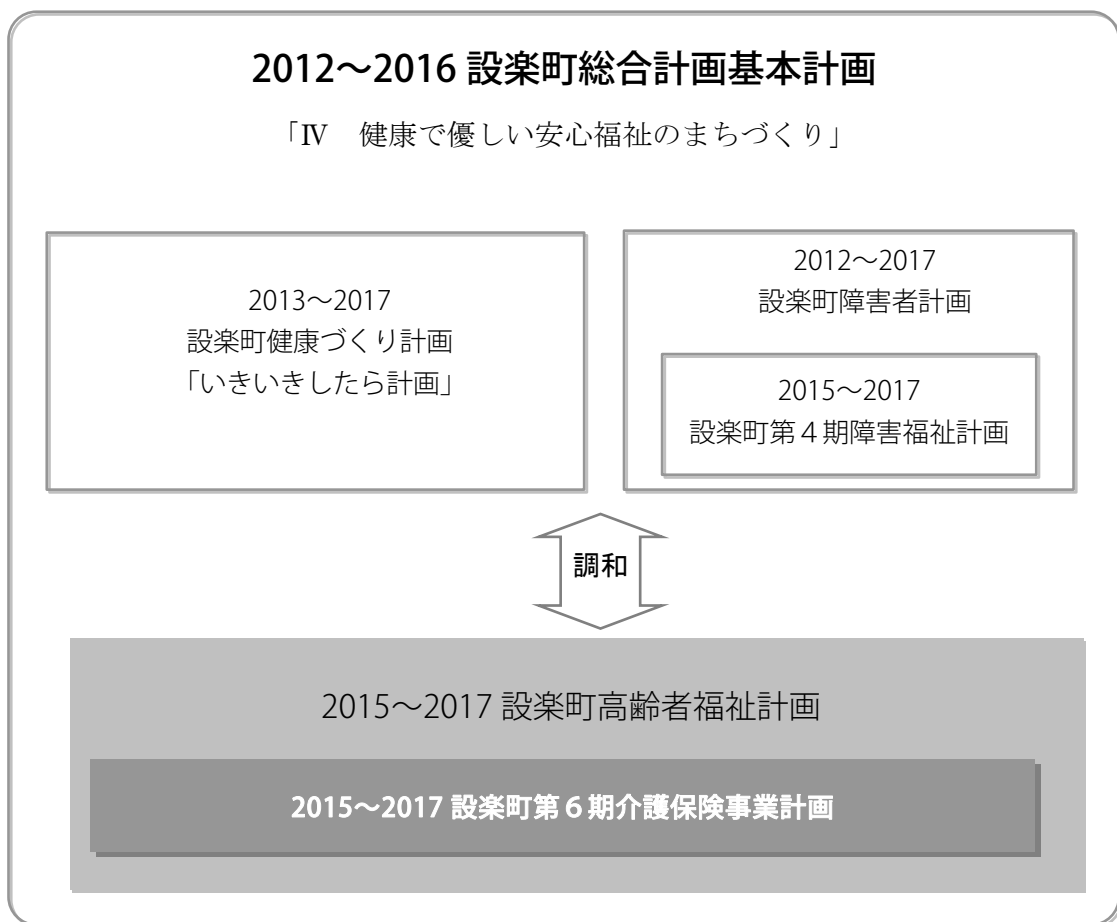 2012～2016 設楽町総合計画基本計画
「Ⅳ　健康で優しい安心福祉のまちづくり」
2013～2017
設楽町健康づくり計画
「いきいきしたら計画」
2012～2017
設楽町障害者計画
2015～2017
設楽町第４期障害福祉計画
調和
2015～2017 設楽町高齢者福祉計画
2015～2017 設楽町第６期介護保険事業計画